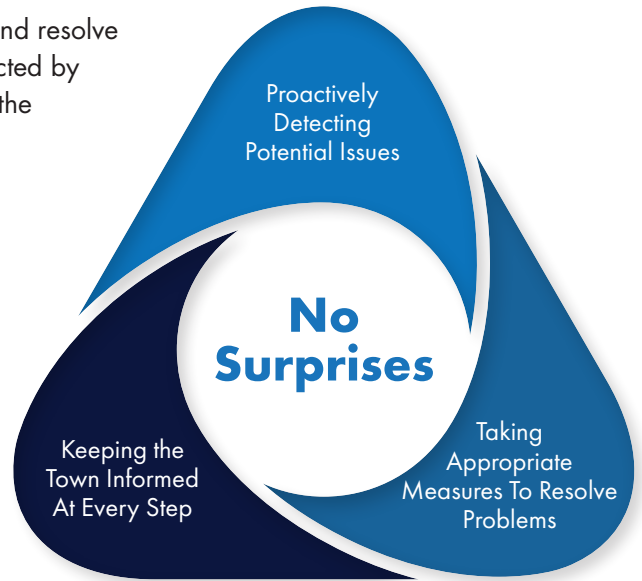 and resolve
cted by
the
Proactively
Detecting
Potential Issues
No
Surprises
Keeping the
Town Informed
At Every Step
Taking
Appropriate
Measures To Resolve
Problems